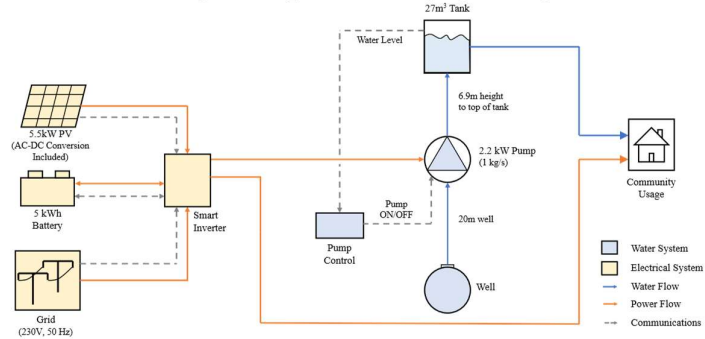 27m³ Tank
Water Level
6.9m height
to top of tank
5.5kW PV
(AC-DC Conversion
Included)
2.2 kW Pump
(1 kg/s)
Community
Usage
5 kWh
Battery
Smart
Inverter
Pump
ON/OFF
20m well
Pump
Control
Well
Grid
(230V, 50 Hz)
Water System
Electrical System
Water Flow
Power Flow
Communications